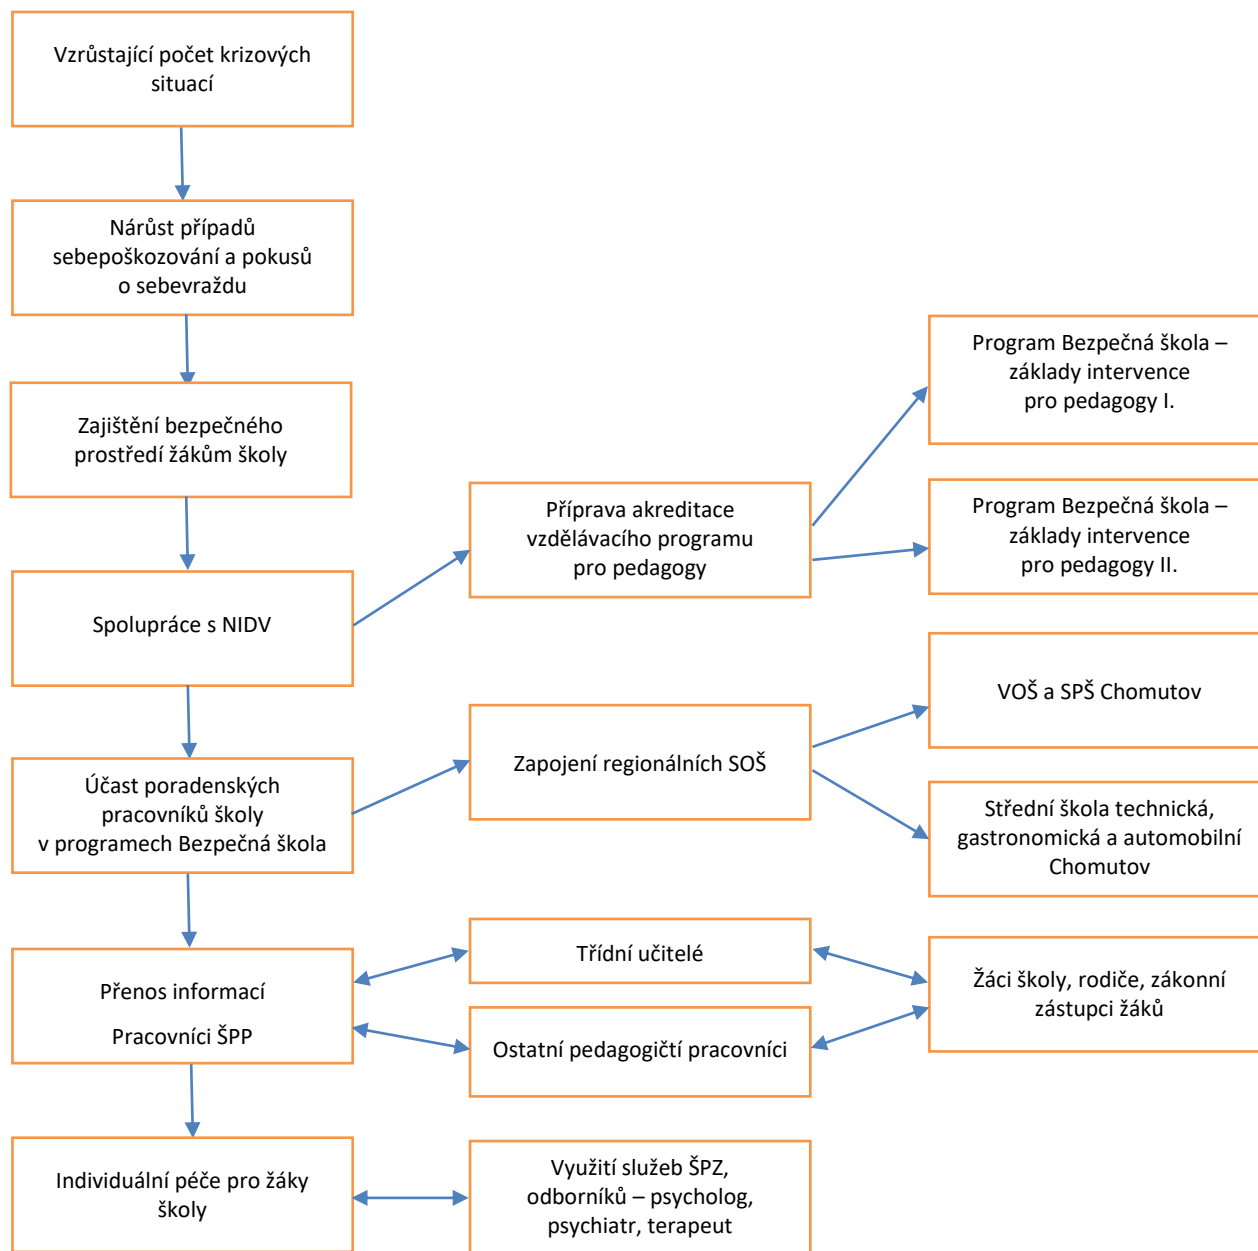 Vzrůstající počet krizových
situací
Nárůst případů
sebepoškozování a pokusů
o sebevraždu
Zajištění bezpečného
prostředí žákům školy
Spolupráce s NIDV
Příprava akreditace
vzdělávacího programu
pro pedagogy
Program Bezpečná škola –
základy intervence
pro pedagogy I.
Program Bezpečná škola –
základy intervence
pro pedagogy II.
Účast poradenských
pracovníků školy
v programech Bezpečná škola
Zapojení regionálních SOŠ
VOŠ a SPŠ Chomutov
Střední škola technická,
gastronomická a automobilní
Chomutov
Přenos informací
Pracovníci ŠPP
Třídní učitelé
Ostatní pedagogičtí pracovníci
Žáci školy, rodiče, zákonní
zástupci žáků
Individuální péče pro žáky
školy
Využití služeb ŠPZ,
odborníků – psycholog,
psychiatr, terapeut